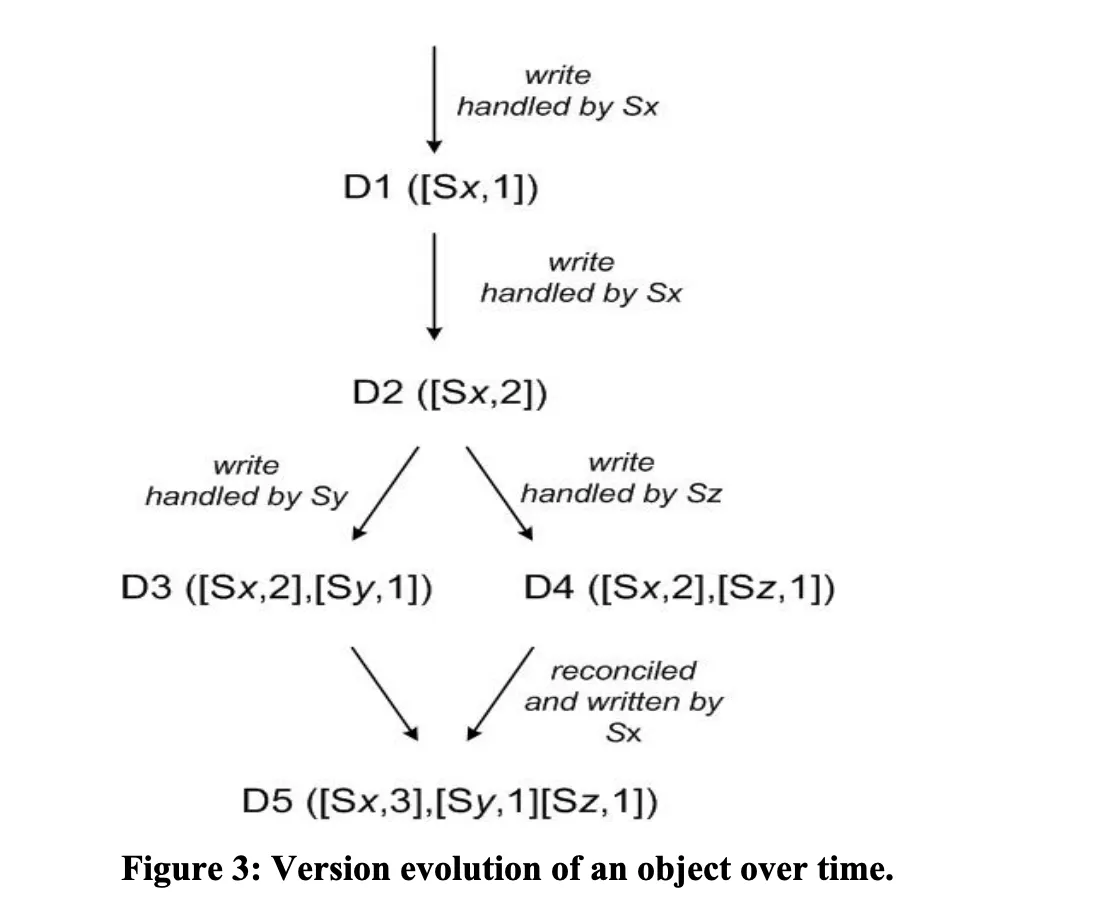 write
handled by Sx
D1 ([Sx,1])
write
handled by Sx
D2 ([Sx,2])
write
handled by Sy
write
handled by Sz
D3 ([Sx,2],[Sy,1])
D4 ([Sx,2],[Sz,1])
reconciled
and written by
Sx
D5 ([Sx,3],[Sy,1][Sz,1])
Figure 3: Version evolution of an object over time.